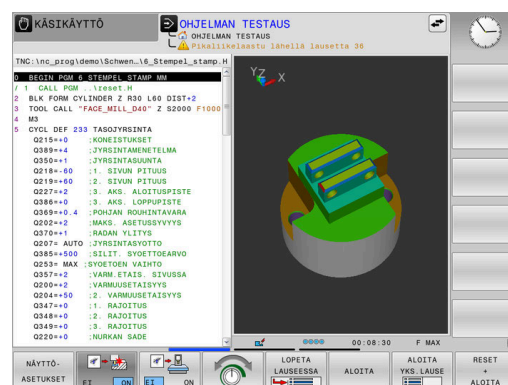 KÄSIKÄYTTÖ
OHJELMAN TESTAUS
OHJELMAN TESTAUS
Pikaliikelaastu lähellä lausetta 38
TNC:\nc_prog\demo\Schwen…\6_Stempel_stamp.H
0 BEGIN PGM 6_STEMPEL_STAMP MM
/ 1 CALL PGM ..\reset.H
2 BLK FORM CYLINDER Z R30 L60 DIST+2
3 TOOL CALL "FACE_MILL_D40" Z S2000 F1000
4 M3
5 CYCL DEF 233 TASOJYRSINTA
Q215=+0 ;KONEISTUKSET
Q389=+4 ;JYRSINTAMENETELMA
Q350=+1 ;JYRSINTASUUNTA
Q218=-60 ;1. SIVUN PITUUS
Q219=+60 ;2. SIVUN PITUUS
Q227=+2 ;3. AKS. ALOITUSPISTE
Q386=+0 ;3. AKS. LOPPUPISTE
Q369=+0.4 ;POHJAN ROUHINTAVARA
Q202=+2 ;MAKS. ASETUSSYVYYS
Q370=+1 ;RADAN YLITYS
Q207= AUTO ;JYRSINTASYOTTO
Q385=+500 ;SILIT. SYOETTOEARVO
Q253= MAX ;SYOETOEN VAIHTO
Q357=+2 ;VARM.ETAIS. SIVUSSA
Q200=+2 ;VARMUUSETAISYYS
Q204=+50 ;2. VARMUUSETAISYYS
Q347=+0 ;1. RAJOITUS
Q348=+0 ;2. RAJOITUS
Q349=+0 ;3. RAJOITUS
Q220=+0 ;NURKAN SADE
Y Z X
00:08:30 F MAX
NÄYTTÖ-
ASETUKSET
EI ON
EI ON
LOPETA
LAUSEESSA
ALOITA
ALOITA
YKS.LAUSE
RESET
+
ALOITA